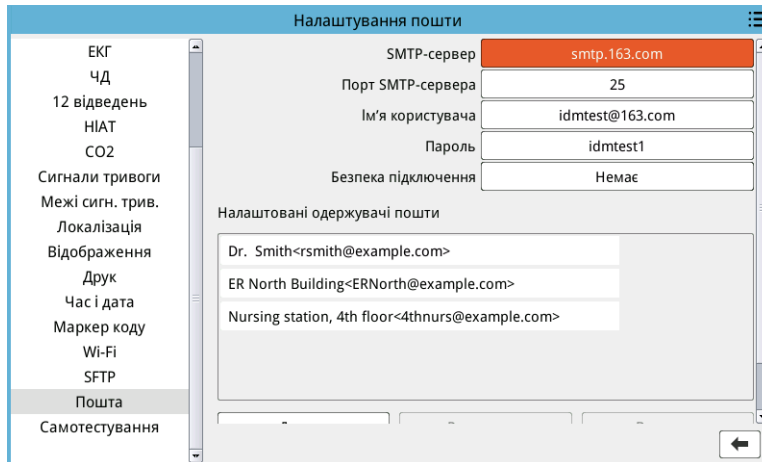 Налаштування пошти
ЕКГ
ЧД
12 відведень
НІАТ
CO2
Сигнали тривоги
Межі сигн. трив.
Локалізація
Відображення
Друк
Час і дата
Маркер коду
Wi-Fi
SFTP
Пошта
Самотестування
SMTP-сервер smtp.163.com
Порт SMTP-сервера 25
Ім’я користувача idmtest@163.com
Пароль idmtest1
Безпека підключення Немає
Налаштовані одержувачі пошти
Dr. Smith<rsmith@example.com>
ER North Building<ERNorth@example.com>
Nursing station, 4th floor<4thnurs@example.com>